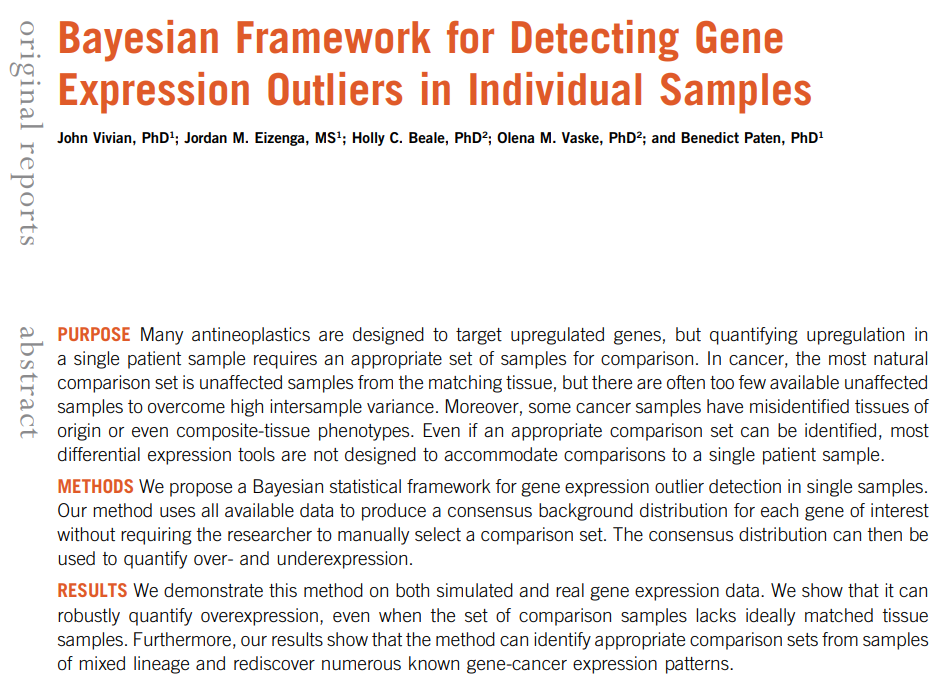 original reports
Bayesian Framework for Detecting Gene
Expression Outliers in Individual Samples
John Vivian, PhD¹; Jordan M. Eizenga, MS¹; Holly C. Beale, PhD²; Olena M. Vaske, PhD²; and Benedict Paten, PhD¹
abstract
PURPOSE Many antineoplastics are designed to target upregulated genes, but quantifying upregulation in
a single patient sample requires an appropriate set of samples for comparison. In cancer, the most natural
comparison set is unaffected samples from the matching tissue, but there are often too few available unaffected
samples to overcome high intersample variance. Moreover, some cancer samples have misidentified tissues of
origin or even composite-tissue phenotypes. Even if an appropriate comparison set can be identified, most
differential expression tools are not designed to accommodate comparisons to a single patient sample.
METHODS We propose a Bayesian statistical framework for gene expression outlier detection in single samples.
Our method uses all available data to produce a consensus background distribution for each gene of interest
without requiring the researcher to manually select a comparison set. The consensus distribution can then be
used to quantify over- and underexpression.
RESULTS We demonstrate this method on both simulated and real gene expression data. We show that it can
robustly quantify overexpression, even when the set of comparison samples lacks ideally matched tissue
samples. Furthermore, our results show that the method can identify appropriate comparison sets from samples
of mixed lineage and rediscover numerous known gene-cancer expression patterns.